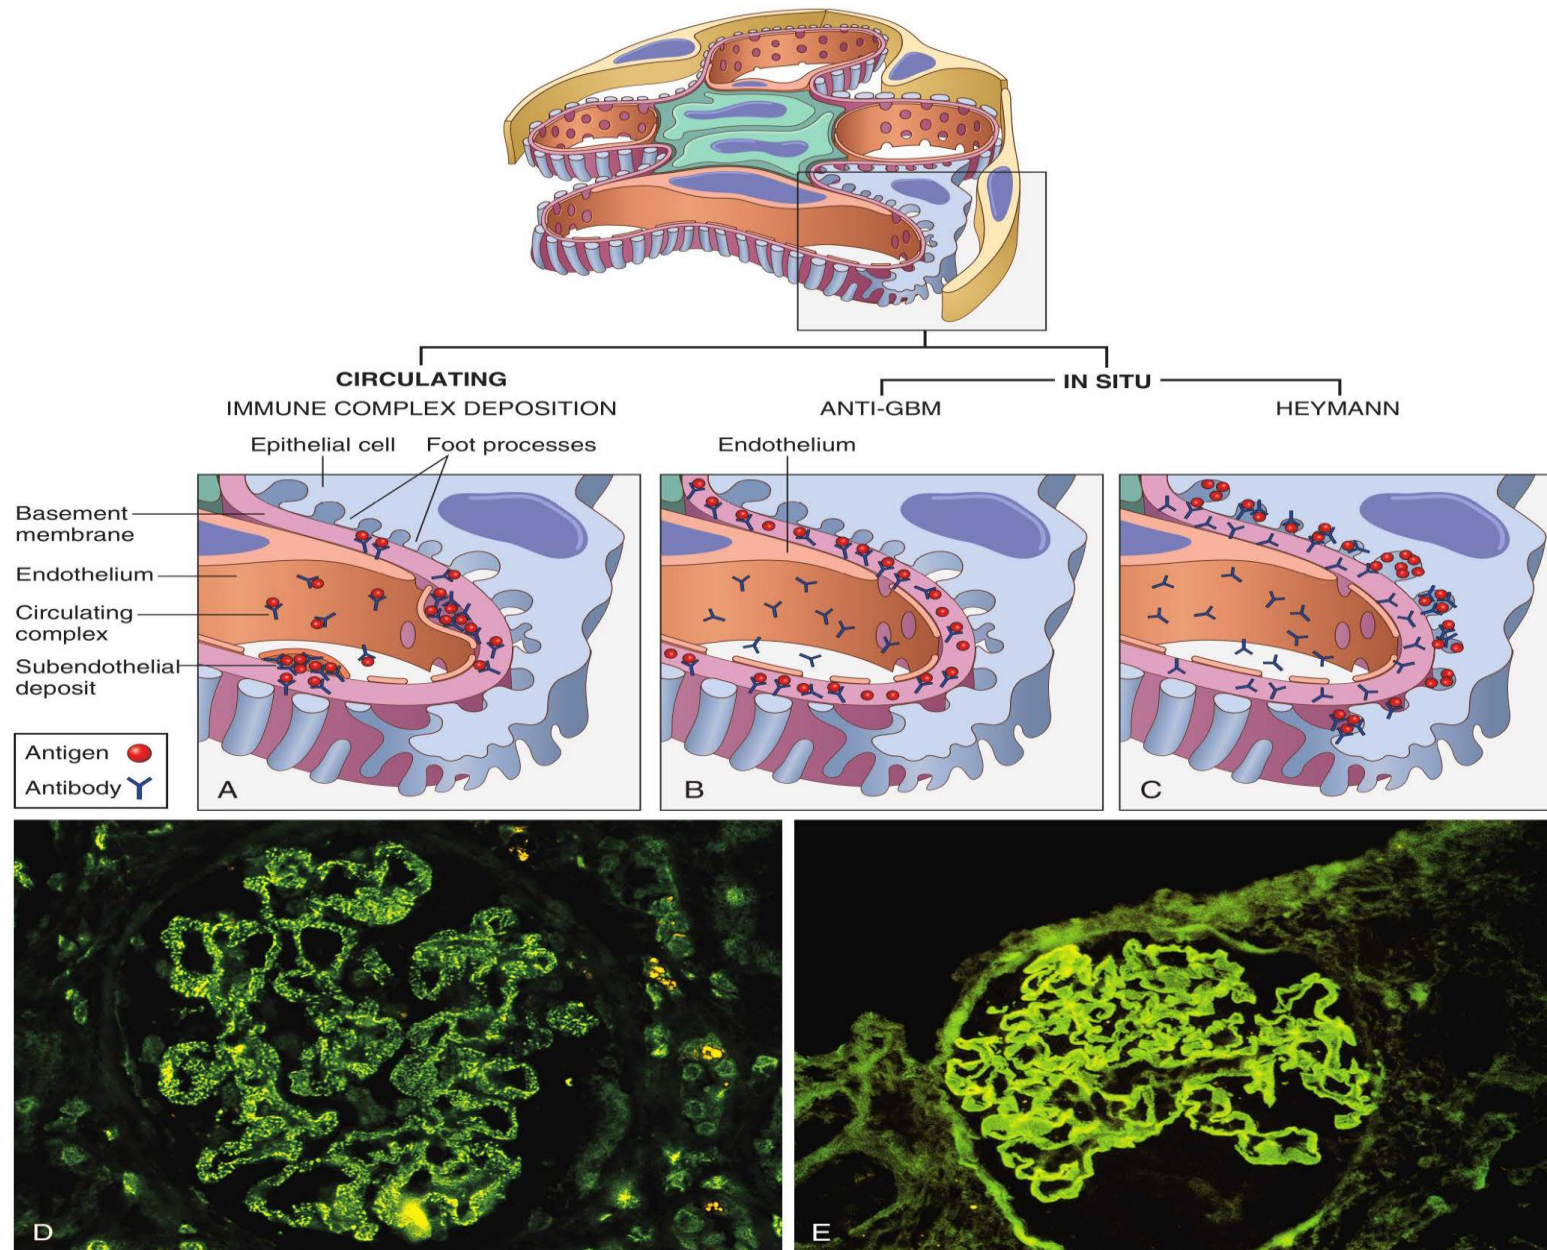 CIRCULATING
IMMUNE COMPLEX DEPOSITION
IN SITU
ANTI-GBM
HEYMANN
Epithelial cell
Foot processes
Endothelium
Basement
membrane
Endothelium
Circulating
complex
Subendothelial
deposit
Antigen
Antibody
A
B
C
D
E